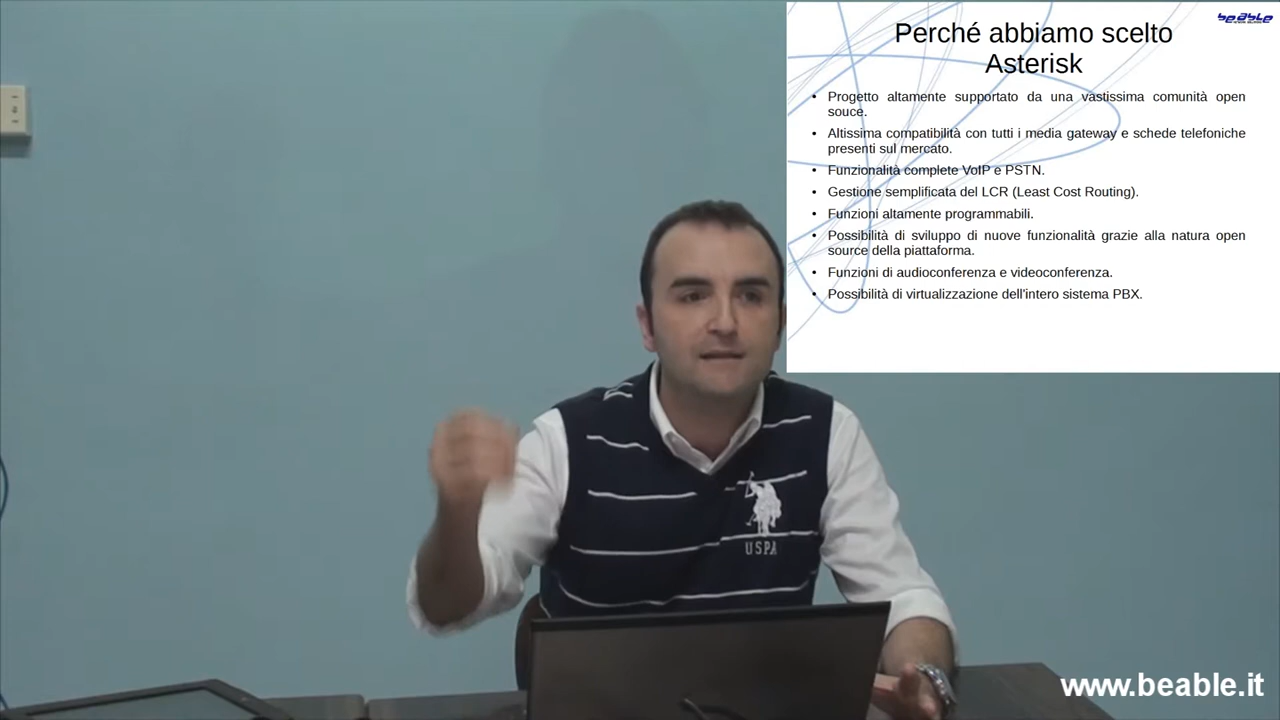 beable
Perché abbiamo scelto
Asterisk
• Progetto altamente supportato da una vastissima comunità open
souce.
• Altissima compatibilità con tutti i media gateway e schede telefoniche
presenti sul mercato.
• Funzionalità complete VoIP e PSTN.
• Gestione semplificata del LCR (Least Cost Routing).
• Funzioni altamente programmabili.
• Possibilità di sviluppo di nuove funzionalità grazie alla natura open
source della piattaforma.
• Funzioni di audioconferenza e videoconferenza.
• Possibilità di virtualizzazione dell'intero sistema PBX.
USPA
www.beable.it